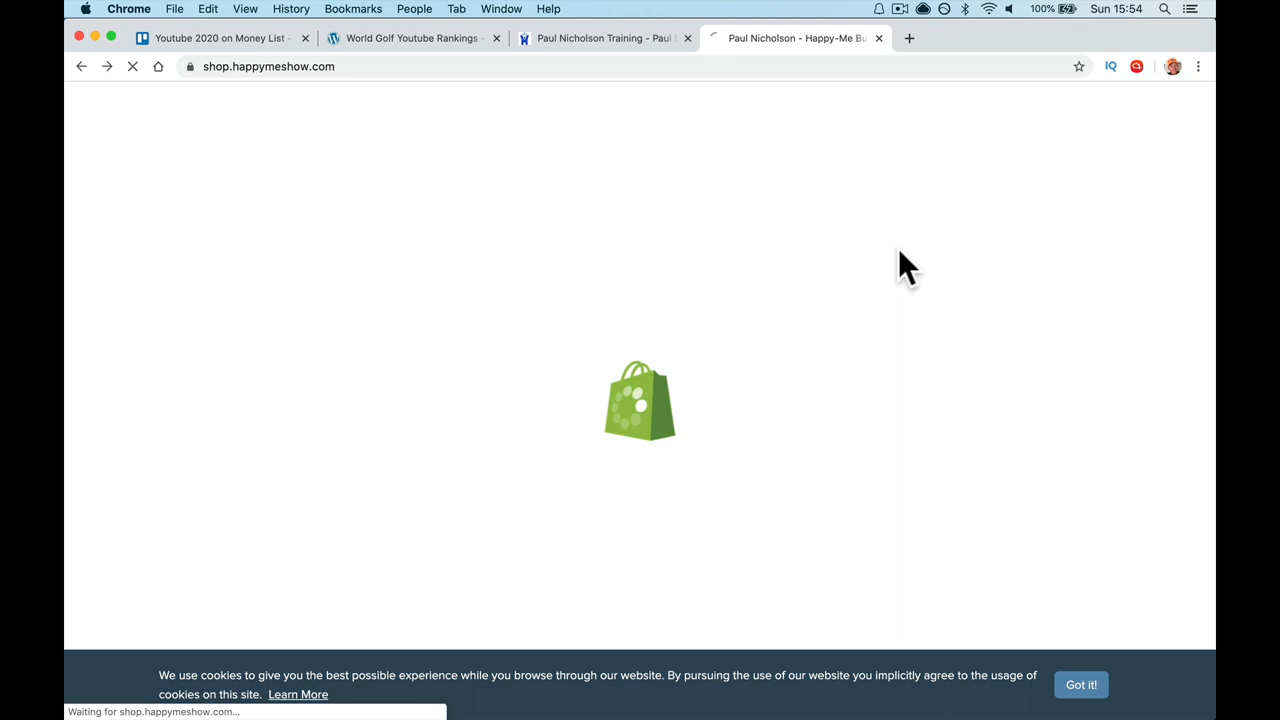 Chrome File Edit View History Bookmarks People Tab Window Help 100% Sun 15:54
Youtube 2020 on Money List - World Golf Youtube Rankings - Paul Nicholson Training - Paul Paul Nicholson - Happy-Me Bu
shop.happymeshow.com IQ
We use cookies to give you the best possible experience while you browse through our website. By pursuing the use of our website you implicitly agree to the usage of
cookies on this site. Learn More
Got it!
Waiting for shop.happymeshow.com...